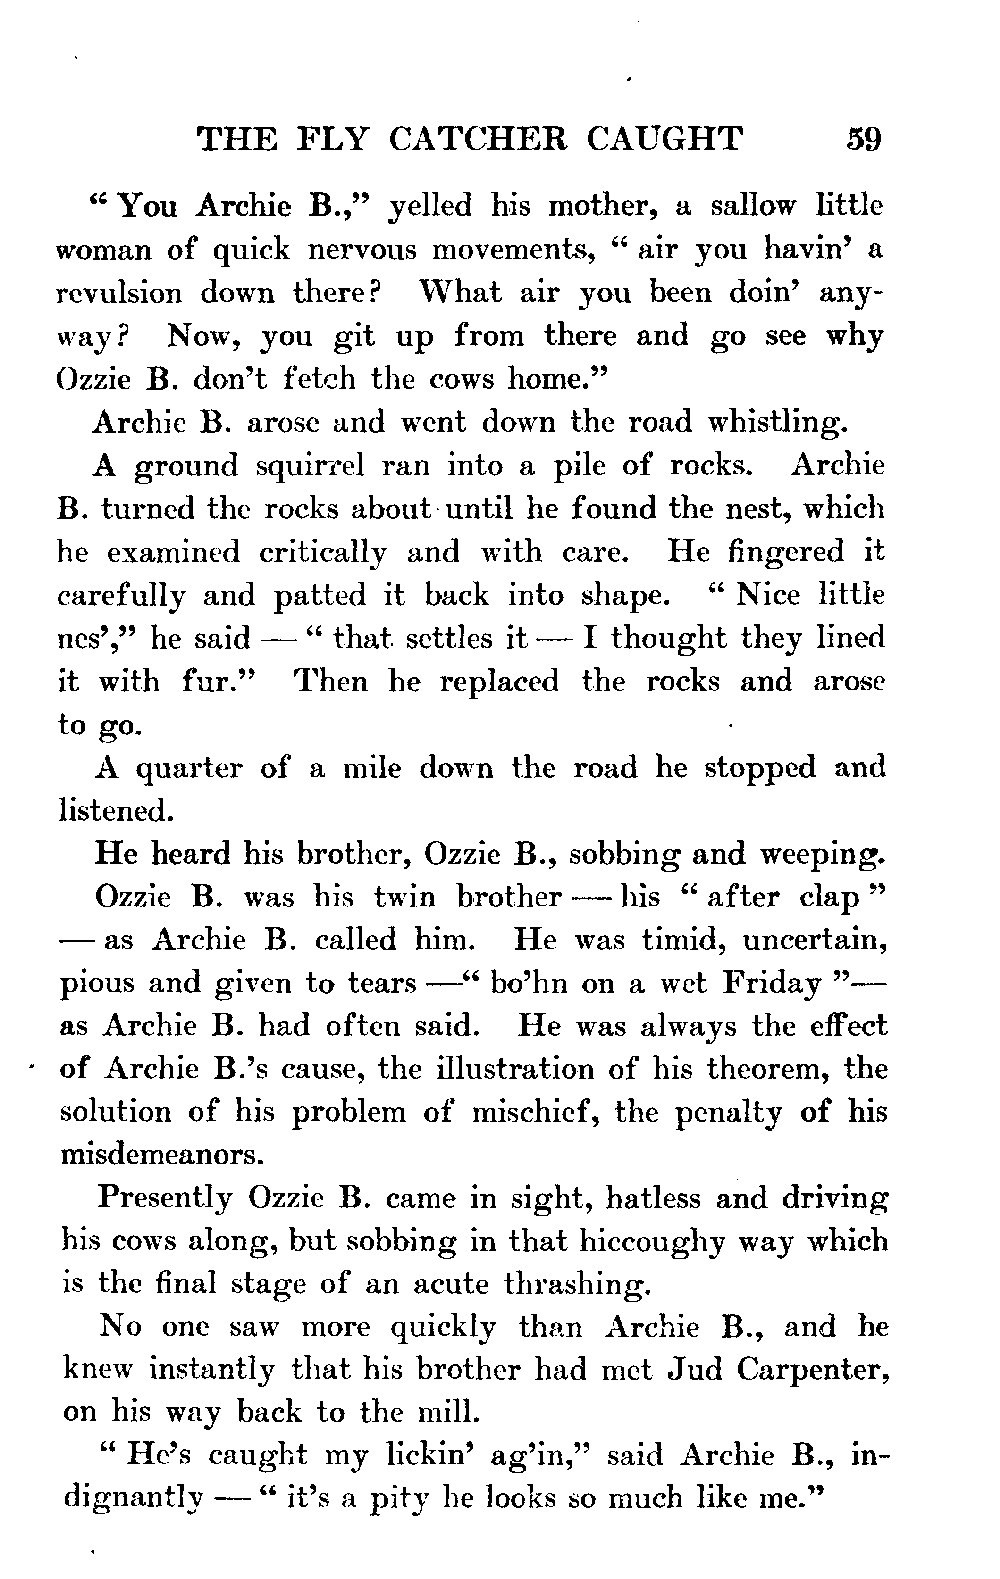 THE FLY CATCHER CAUGHT 59
“ You Archie B.,” yelled his mother, a sallow little
woman of quick nervous movements, “ air you havin’ a
revulsion down there? What air you been doin’ any-
way? Now, you git up from there and go see why
Ozzie B. don’t fetch the cows home.”
Archie B. arose and went down the road whistling.
A ground squirrel ran into a pile of rocks. Archie
B. turned the rocks about until he found the nest, which
he examined critically and with care. He fingered it
carefully and patted it back into shape. “ Nice little
nes’,” he said — “ that settles it — I thought they lined
it with fur.” Then he replaced the rocks and arose
to go.
A quarter of a mile down the road he stopped and
listened.
He heard his brother, Ozzie B., sobbing and weeping.
Ozzie B. was his twin brother — his “ after clap ”
— as Archie B. called him. He was timid, uncertain,
pious and given to tears —“ bo’hn on a wet Friday ”—
as Archie B. had often said. He was always the effect
of Archie B.’s cause, the illustration of his theorem, the
solution of his problem of mischief, the penalty of his
misdemeanors.
Presently Ozzie B. came in sight, hatless and driving
his cows along, but sobbing in that hiccoughy way which
is the final stage of an acute thrashing.
No one saw more quickly than Archie B., and he
knew instantly that his brother had met Jud Carpenter,
on his way back to the mill.
“ He’s caught my lickin’ ag’in,” said Archie B., in-
dignantly — “ it’s a pity he looks so much like me.”